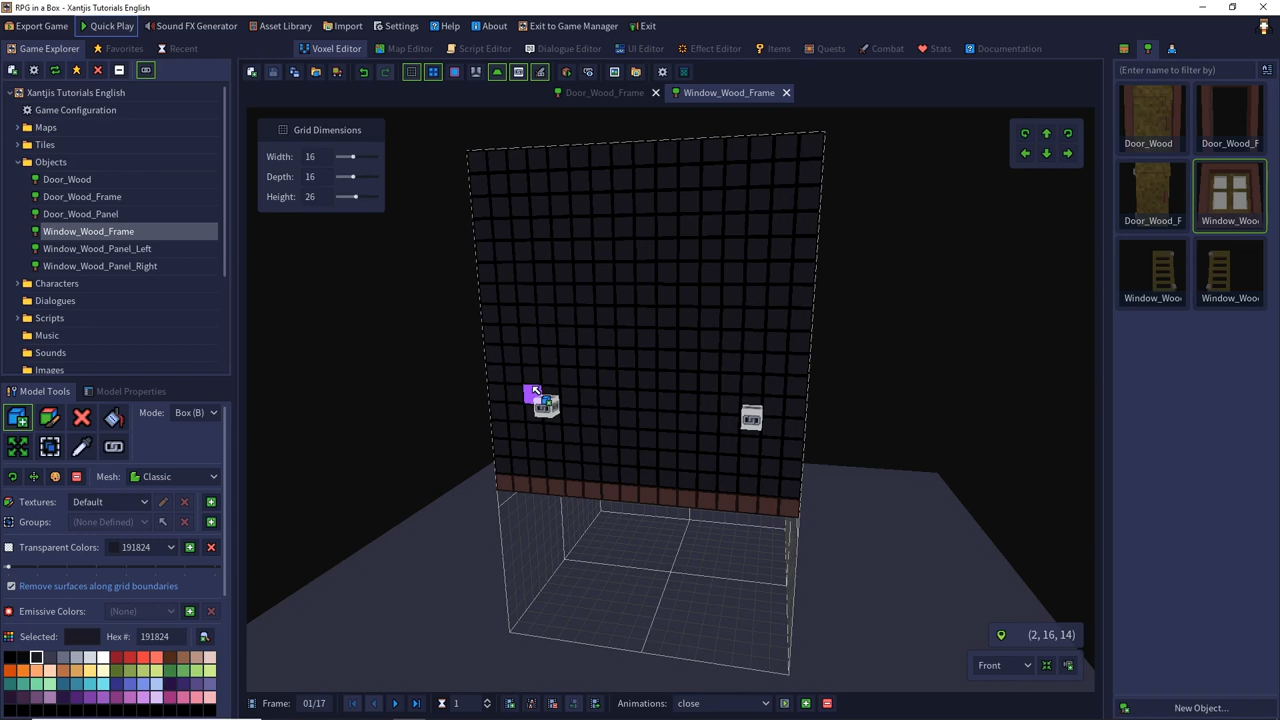 RPG in a Box | Xantjis Tutorials English
Export Game Quick Play Sound FX Generator Asset Library Import Settings Help About Exit to Game Manager Exit
Game Explorer Favorites Recent Voxel Editor Map Editor Script Editor Dialogue Editor UI Editor Effect Editor Items Quests Combat Stats Documentation
(Enter name to filter by)
Door_Wood_Frame Window_Wood_Frame
Xantjis Tutorials English
Game Configuration
Maps
Tiles
Objects
Door_Wood
Door_Wood_Frame
Door_Wood_Panel
Window_Wood_Frame
Window_Wood_Panel_Left
Window_Wood_Panel_Right
Characters
Dialogues
Scripts
Music
Sounds
Images
Grid Dimensions
Width: 16
Depth: 16
Height: 26
Door_Wood Door_Wood_F
Door_Wood_F Window_Wood
Window_Wood Window_Wood
Model Tools Model Properties
Mode: Box (B)
Mesh: Classic
Textures: Default
Groups: (None Defined)
Transparent Colors: 191824
Remove surfaces along grid boundaries
Emissive Colors: (None)
Selected: Hex #: 191824
(2, 16, 14)
Front
Frame: 01/17 1 Animations: close
New Object...